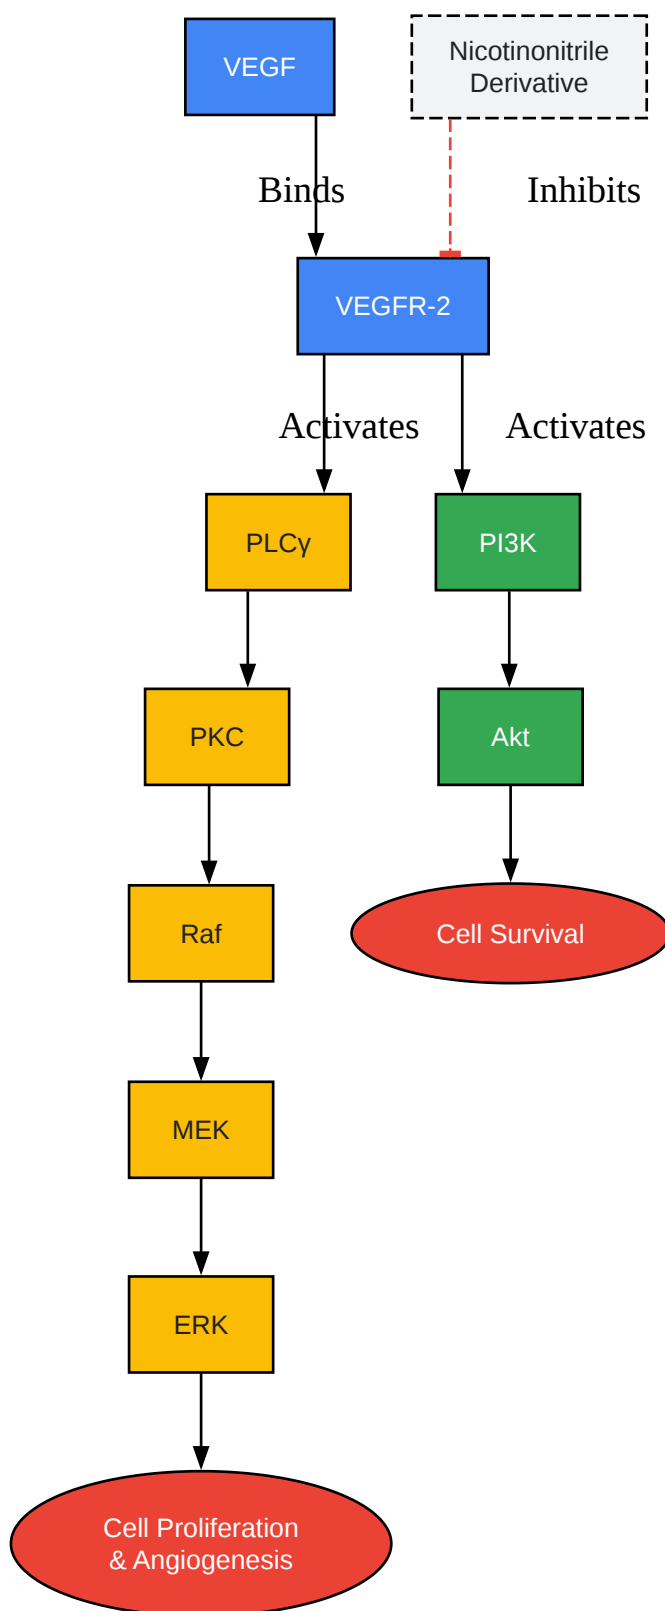 VEGF
Nicotinonitrile
Derivative
Binds
Inhibits
VEGFR-2
Activates
Activates
PLCγ
PI3K
PKC
Akt
Raf
Cell Survival
MEK
ERK
Cell Proliferation
& Angiogenesis